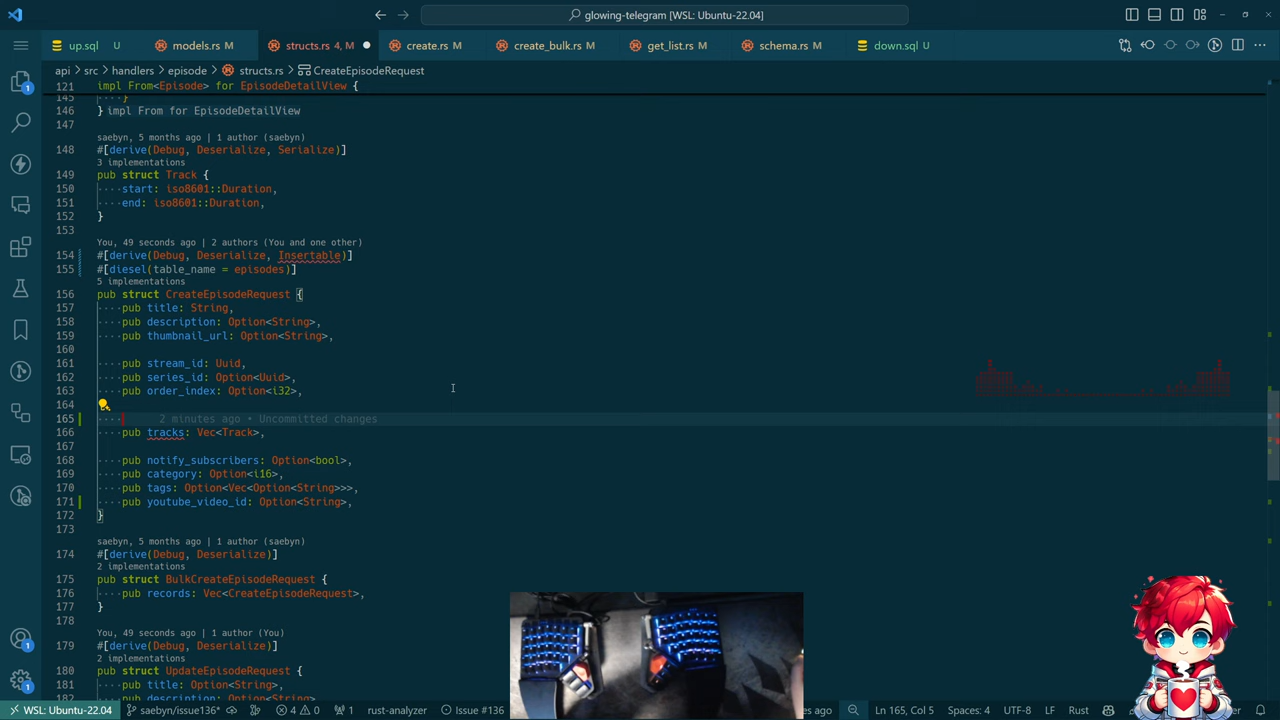 glowing-telegram [WSL: Ubuntu-22.04]
up.sql U
models.rs M
structs.rs 4, M
create.rs M
create_bulk.rs M
get_list.rs M
schema.rs M
down.sql U
api > src > handlers > episode > structs.rs > CreateEpisodeRequest
121 impl From<Episode> for EpisodeDetailView {
145 }
146 } impl From for EpisodeDetailView
147
saebyn, 5 months ago | 1 author (saebyn)
148 #[derive(Debug, Deserialize, Serialize)]
3 implementations
149 pub struct Track {
150 ····start: iso8601::Duration,
151 ····end: iso8601::Duration,
152 }
153
You, 49 seconds ago | 2 authors (You and one other)
154 #[derive(Debug, Deserialize, Insertable)]
155 #[diesel(table_name = episodes)]
5 implementations
156 pub struct CreateEpisodeRequest {
157 ····pub title: String,
158 ····pub description: Option<String>,
159 ····pub thumbnail_url: Option<String>,
160
161 ····pub stream_id: Uuid,
162 ····pub series_id: Option<Uuid>,
163 ····pub order_index: Option<i32>,
164
165 ···· 2 minutes ago • Uncommitted changes
166 ····pub tracks: Vec<Track>,
167
168 ····pub notify_subscribers: Option<bool>,
169 ····pub category: Option<i16>,
170 ····pub tags: Option<Vec<Option<String>>>,
171 ····pub youtube_video_id: Option<String>,
172 }
173
saebyn, 5 months ago | 1 author (saebyn)
174 #[derive(Debug, Deserialize)]
2 implementations
175 pub struct BulkCreateEpisodeRequest {
176 ····pub records: Vec<CreateEpisodeRequest>,
177 }
178
You, 49 seconds ago | 1 author (You)
179 #[derive(Debug, Deserialize)]
2 implementations
180 pub struct UpdateEpisodeRequest {
181 ····pub title: Option<String>,
182 ····pub description: Option<String>,
WSL: Ubuntu-22.04 saebyn/issue136* 4 0 1 rust-analyzer Issue #136 ago Ln 165, Col 5 Spaces: 4 UTF-8 LF Rust